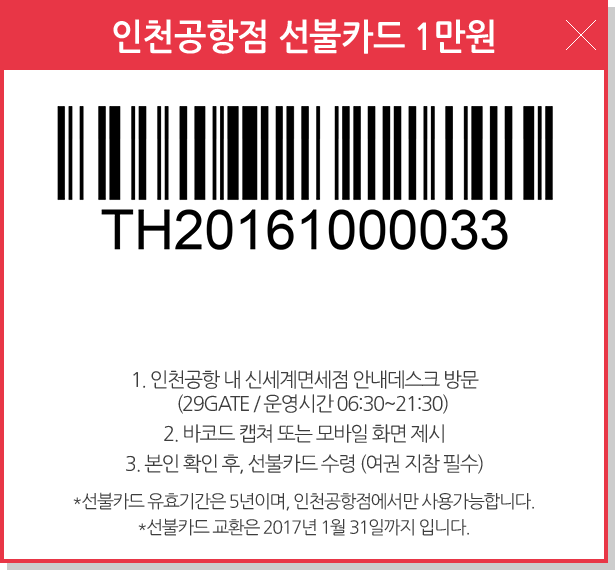 인천공항점 선불카드 1만원
TH20161000033
1. 인천공항 내 신세계면세점 안내데스크 방문
(29GATE / 운영시간 06:30~21:30)
2. 바코드 캡쳐 또는 모바일 화면 제시
3. 본인 확인 후, 선불카드 수령 (여권 지참 필수)
*선불카드 유효기간은 5년이며, 인천공항점에서만 사용가능합니다.
*선불카드 교환은 2017년 1월 31일까지 입니다.